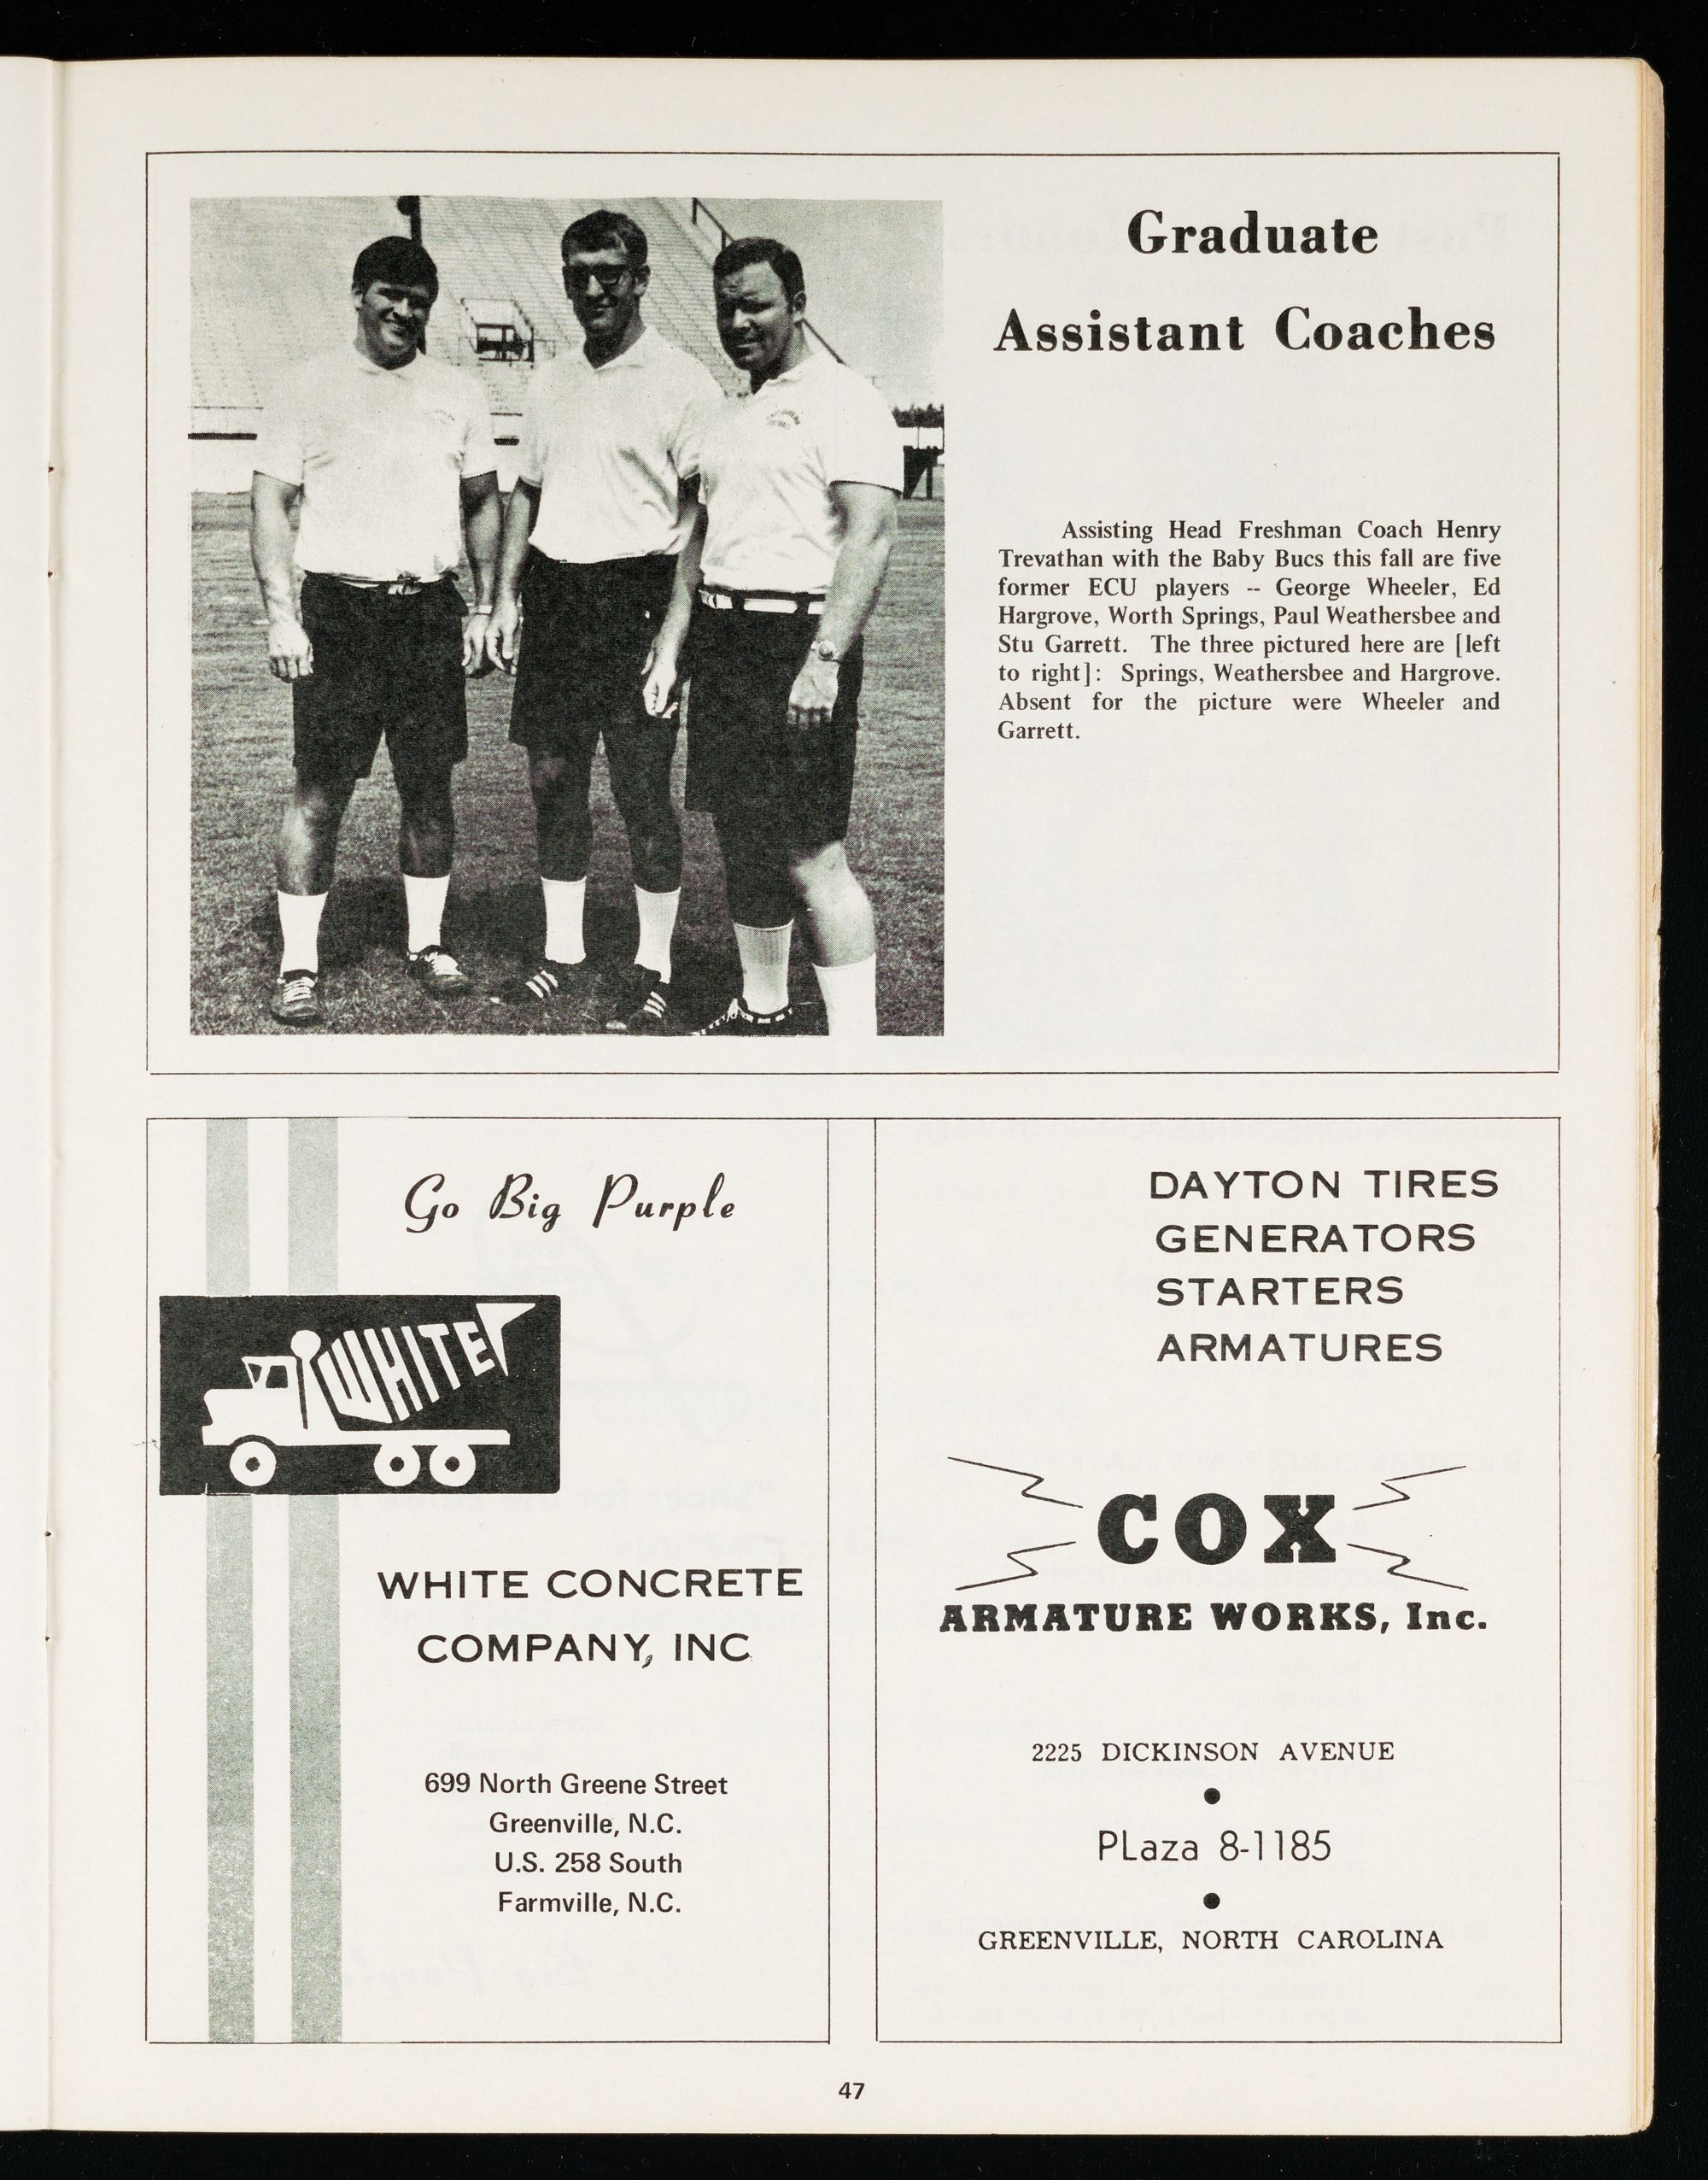 Graduate
Assistant Coaches
Assisting Head Freshman Coach Henry
Trevathan with the Baby Bucs this fall are five
former ECU players -- George Wheeler, Ed
Hargrove, Worth Springs, Paul Weathersbee and
Stu Garrett. The three pictured here are [left
to right]: Springs, Weathersbee and Hargrove.
Absent for the picture were Wheeler and
Garrett.
Go Big Purple
WHITE
WHITE CONCRETE
COMPANY, INC
699 North Greene Street
Greenville, N.C.
U.S. 258 South
Farmville, N.C.
DAYTON TIRES
GENERATORS
STARTERS
ARMATURES
COX
ARMATURE WORKS, Inc.
2225 DICKINSON AVENUE
PLaza 8-1185
GREENVILLE, NORTH CAROLINA
47